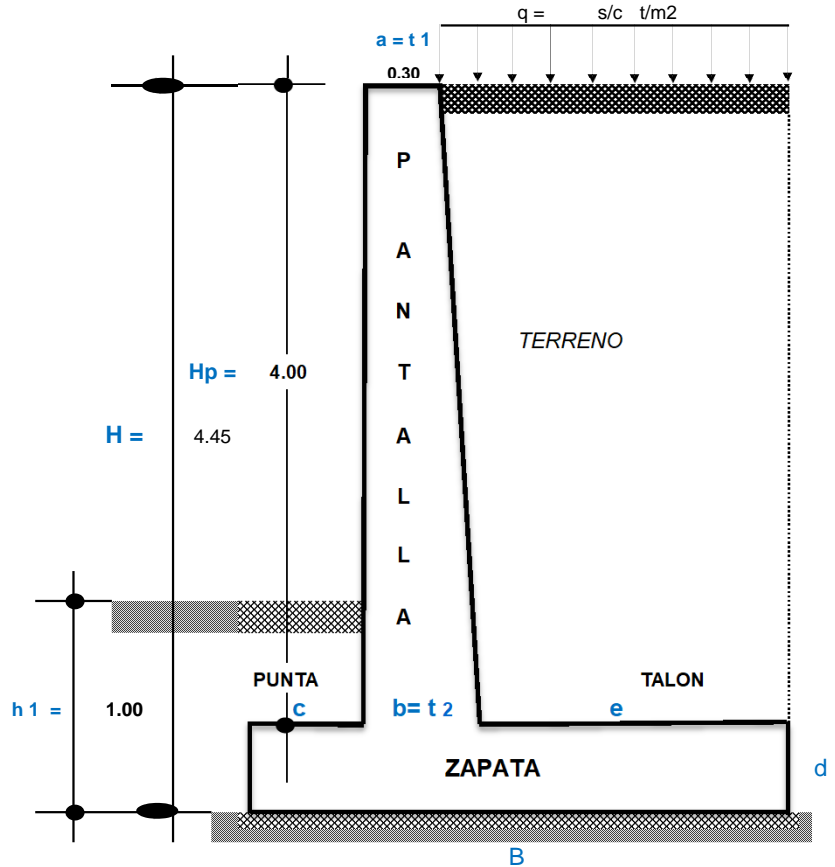 q = s/c t/m2
a = t 1
0.30
P
A
N
T
A
L
L
A
TERRENO
Hp = 4.00
H = 4.45
PUNTA
TALON
h 1 = 1.00
c
b= t 2
e
ZAPATA
d
B